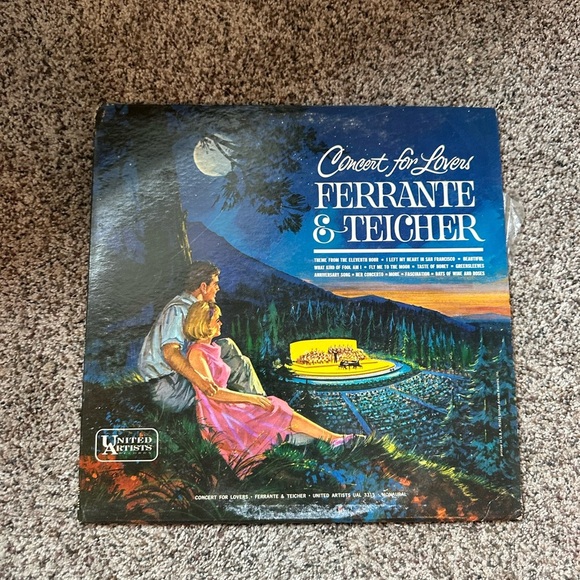 Concert for Lovers
FERRANTE
& TEICHER
THEME FROM THE ELEVENTH HOUR • I LEFT MY HEART IN SAN FRANCISCO • BEAUTIFUL
WHAT KIND OF FOOL AM I • FLY ME TO THE MOON • TASTE OF HONEY • GREENSLEEVES
ANNIVERSARY SONG • HER CONCERTO • MORE • FASCINATION • DAYS OF WINE AND ROSES
UNITED
ARTISTS
CONCERT FOR LOVERS • FERRANTE & TEICHER • UNITED ARTISTS UAL 3315 • MONAURAL